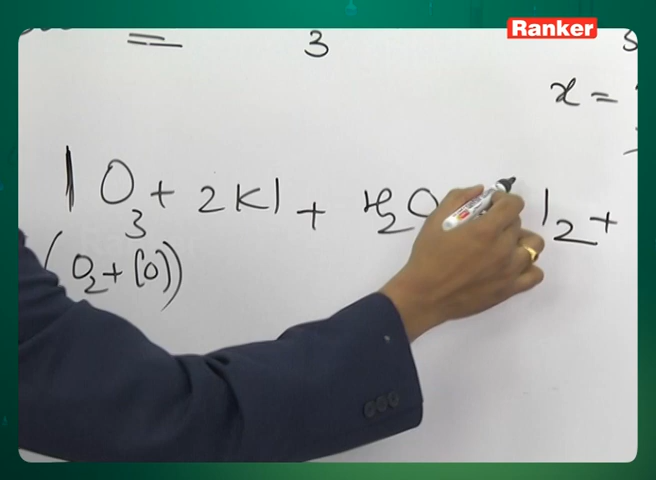 Ranker
3
x =
1 O3 + 2KI + H2O I2 +
(O2 + [O])